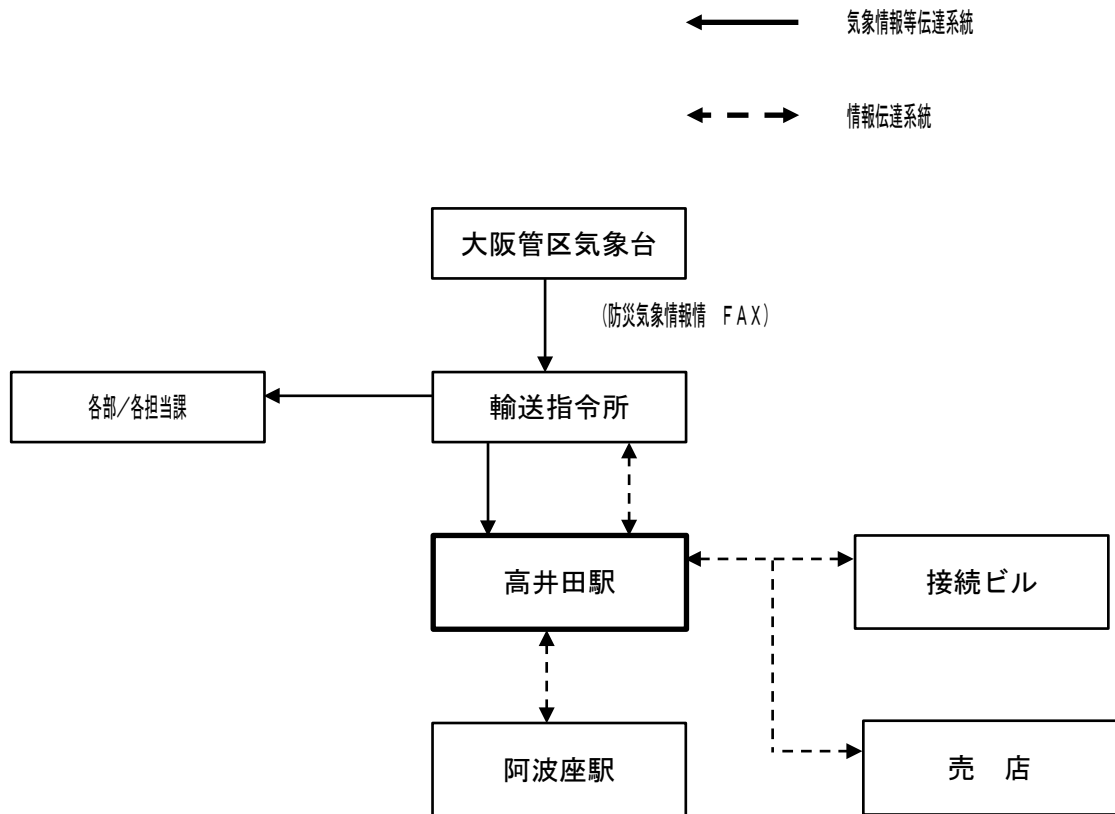 気象情報等伝達系統
情報伝達系統
大阪管区気象台
(防災気象情報情　ＦＡＸ)
各部／各担当課
輸送指令所
高井田駅
接続ビル
阿波座駅
売　店